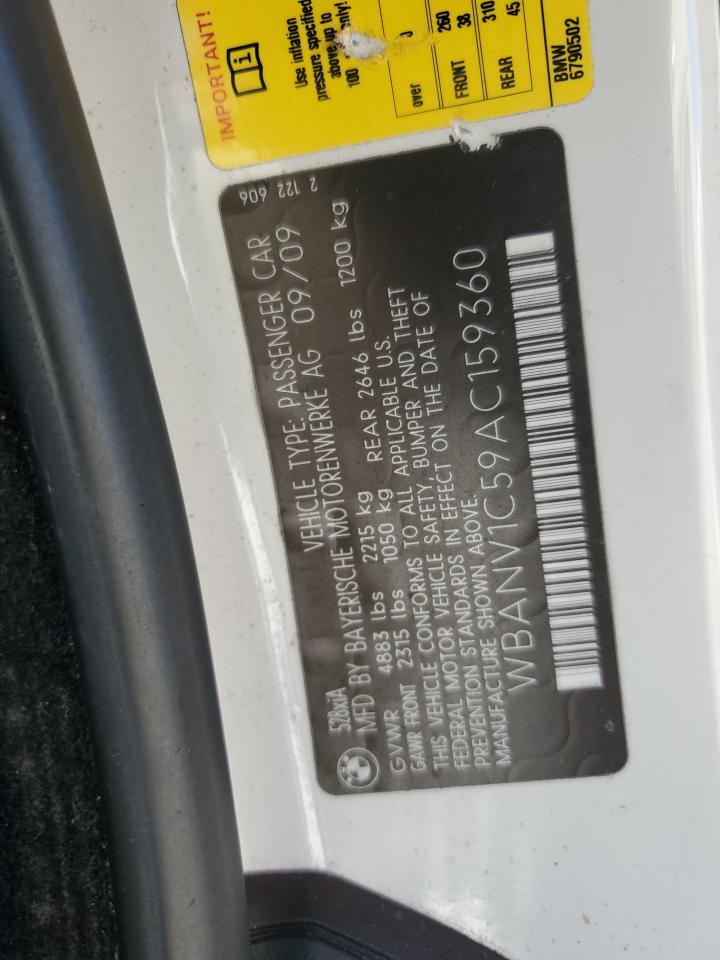 IMPORTANT!
Use inflation
pressure specified
above up to
100
only!
over
FRONT 260
38
REAR 310
45
BMW
6790502
2 122 606
528xiA VEHICLE TYPE: PASSENGER CAR
MFD BY BAYERISCHE MOTORENWERKE AG 09/09
GVWR 4883 lbs 2215 kg REAR 2646 lbs 1200 kg
GAWR FRONT 2315 lbs 1050 kg
THIS VEHICLE CONFORMS TO ALL APPLICABLE U.S.
FEDERAL MOTOR VEHICLE SAFETY, BUMPER AND THEFT
PREVENTION STANDARDS IN EFFECT ON THE DATE OF
MANUFACTURE SHOWN ABOVE.
WBANV1C59AC159360